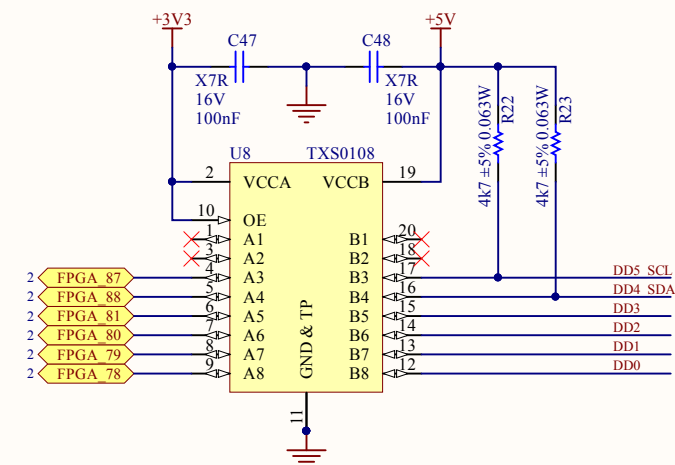 +3V3
+5V
C47
C48
X7R
16V
100nF
X7R
16V
100nF
4k7 ±5% 0.063W
R22
4k7 ±5% 0.063W
R23
U8
TXS0108
2
VCCA
VCCB
19
10
OE
1
A1
B1
20
3
A2
B2
18
2
FPGA_87
4
A3
B3
17
DD5_SCL
2
FPGA_88
5
A4
B4
16
DD4_SDA
2
FPGA_81
6
A5
B5
15
DD3
2
FPGA_80
7
A6
B6
14
DD2
2
FPGA_79
8
A7
B7
13
DD1
2
FPGA_78
9
A8
B8
12
DD0
GND & TP
11